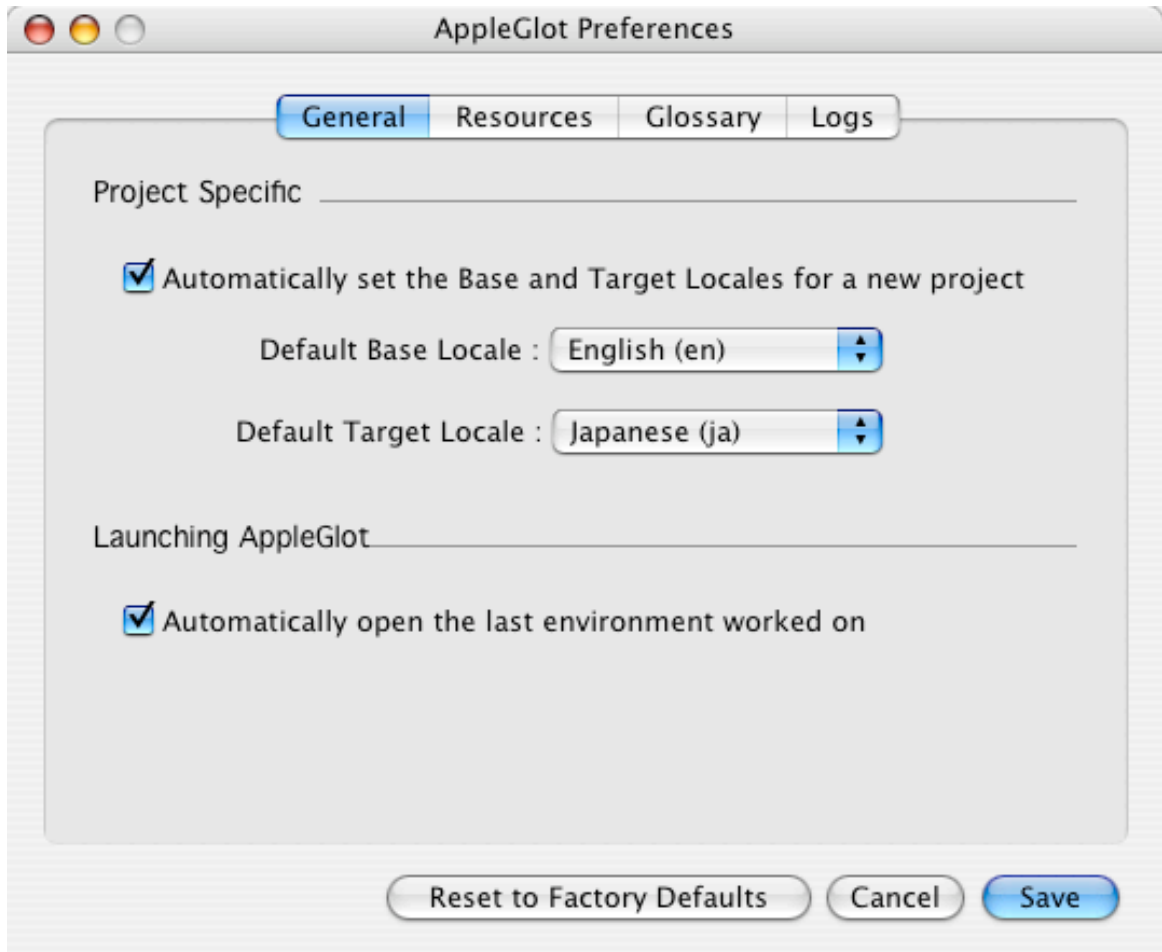 AppleGlot Preferences
General Resources Glossary Logs
Project Specific
Automatically set the Base and Target Locales for a new project
Default Base Locale : English (en)
Default Target Locale : Japanese (ja)
Launching AppleGlot
Automatically open the last environment worked on
Reset to Factory Defaults Cancel Save